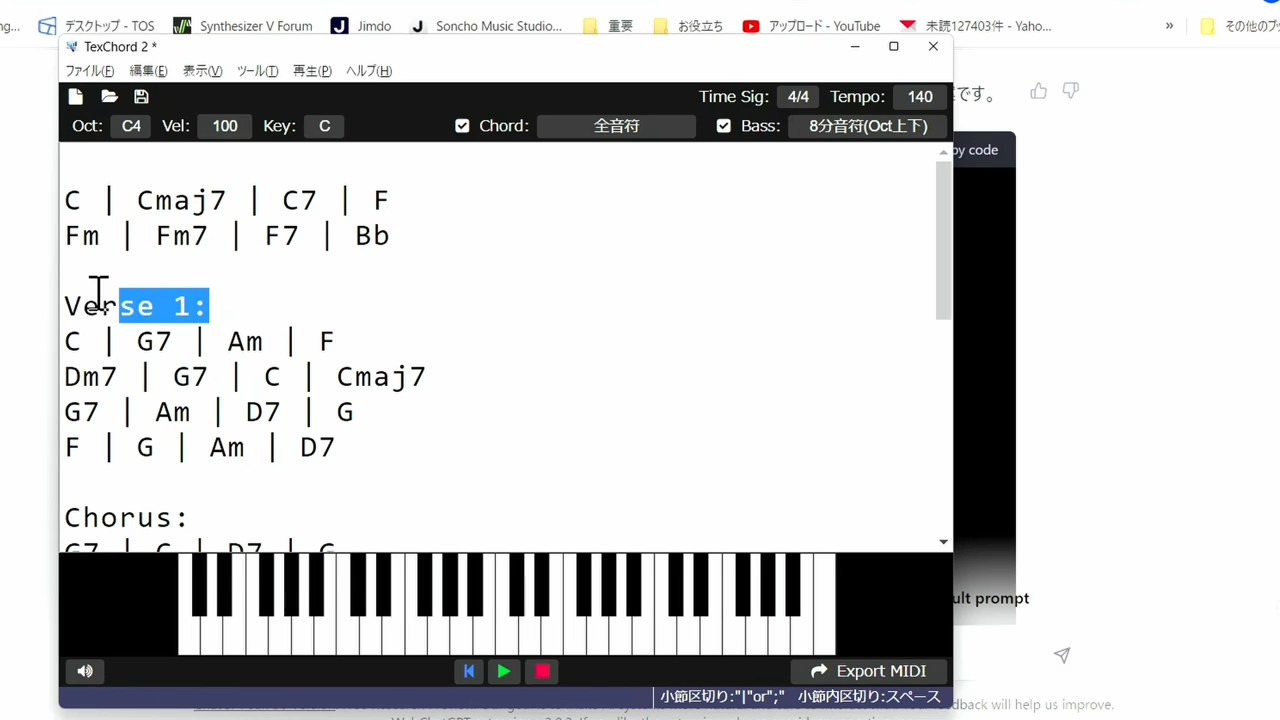 ng...
デスクトップ - TOS
Synthesizer V Forum
Jimdo
Soncho Music Studio...
重要
お役立ち
アップロード - YouTube
未読127403件 - Yaho...
»
その他のブッ
TexChord 2 *
ファイル(F) 編集(E) 表示(V) ツール(T) 再生(P) ヘルプ(H)
Time Sig: 4/4 Tempo: 140
です。
Oct: C4 Vel: 100 Key: C Chord: 全音符 Bass: 8分音符(Oct上下)
py code
C | Cmaj7 | C7 | F
Fm | Fm7 | F7 | Bb
Verse 1:
C | G7 | Am | F
Dm7 | G7 | C | Cmaj7
G7 | Am | D7 | G
F | G | Am | D7
Chorus:
G7 | C | D7 | G
ult prompt
Export MIDI
小節区切り:"|"or";" 小節内区切り:スペース
dback will help us improve.